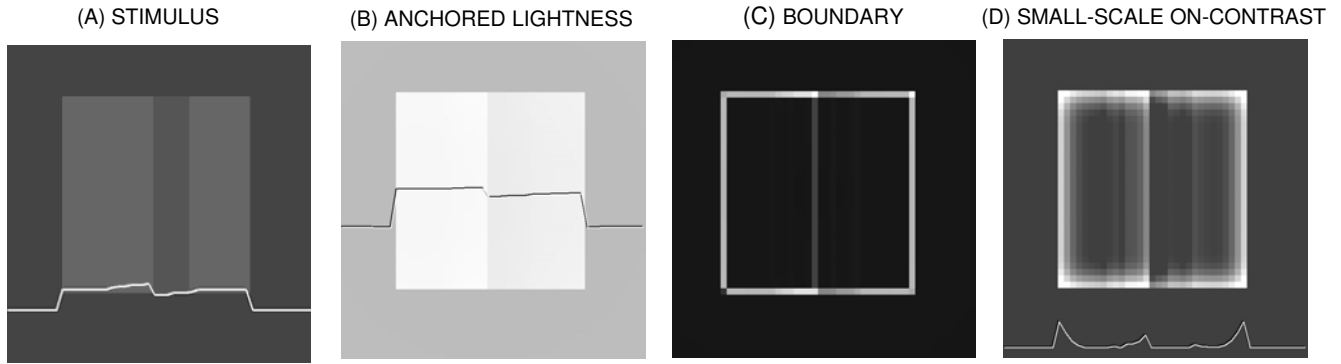 (A) STIMULUS
(B) ANCHORED LIGHTNESS
(C) BOUNDARY
(D) SMALL-SCALE ON-CONTRAST